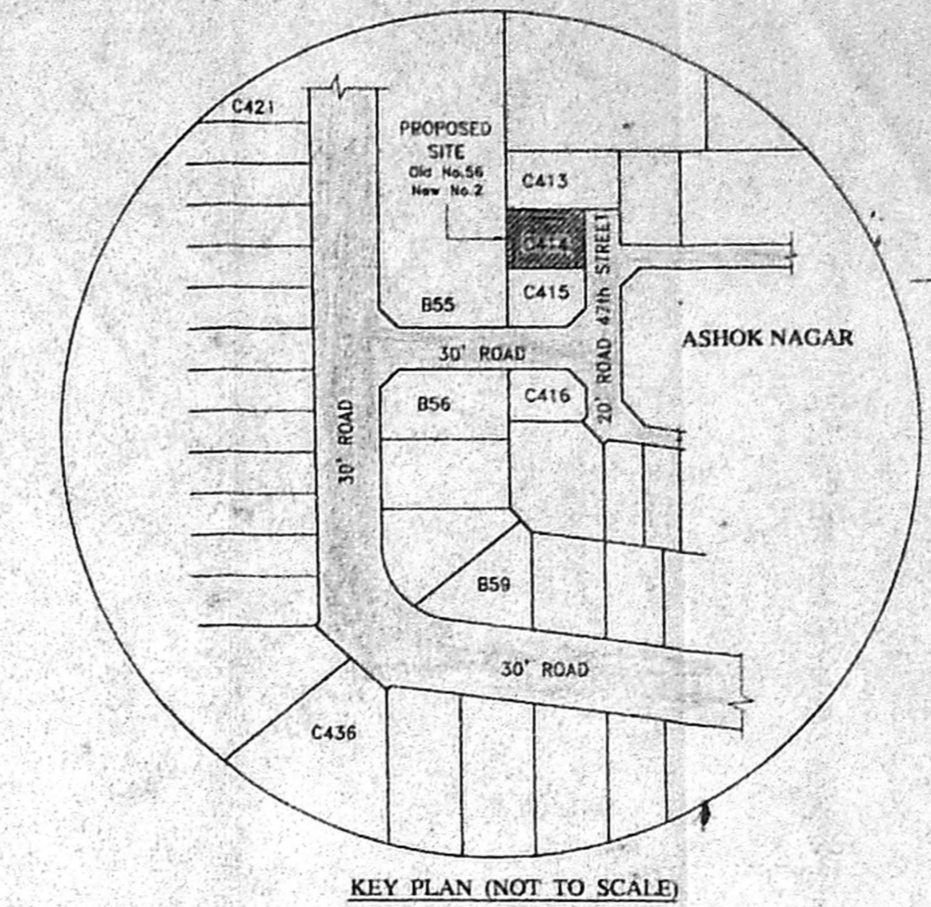 C421
PROPOSED
SITE
Old No.56
New No.2
C413
C414
C415
B55
20' ROAD 47th STREET
ASHOK NAGAR
30' ROAD
30' ROAD
B56
C416
B59
30' ROAD
C436
KEY PLAN (NOT TO SCALE)